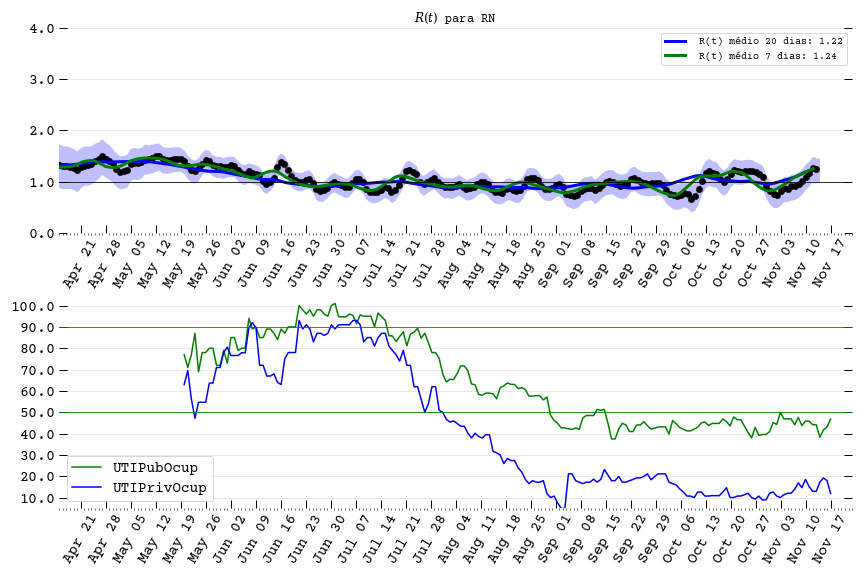 R(t) para RN
4.0
R(t) médio 20 dias: 1.22
R(t) médio 7 dias: 1.24
3.0
2.0
1.0
0.0
Apr 21 Apr 28 May 05 May 12 May 19 May 26 Jun 02 Jun 09 Jun 16 Jun 23 Jun 30 Jul 07 Jul 14 Jul 21 Jul 28 Aug 04 Aug 11 Aug 18 Aug 25 Sep 01 Sep 08 Sep 15 Sep 22 Sep 29 Oct 06 Oct 13 Oct 20 Oct 27 Nov 03 Nov 10 Nov 17
100.0
90.0
80.0
70.0
60.0
50.0
40.0
30.0
20.0
10.0
UTIPubOcup
UTIPrivOcup
Apr 21 Apr 28 May 05 May 12 May 19 May 26 Jun 02 Jun 09 Jun 16 Jun 23 Jun 30 Jul 07 Jul 14 Jul 21 Jul 28 Aug 04 Aug 11 Aug 18 Aug 25 Sep 01 Sep 08 Sep 15 Sep 22 Sep 29 Oct 06 Oct 13 Oct 20 Oct 27 Nov 03 Nov 10 Nov 17